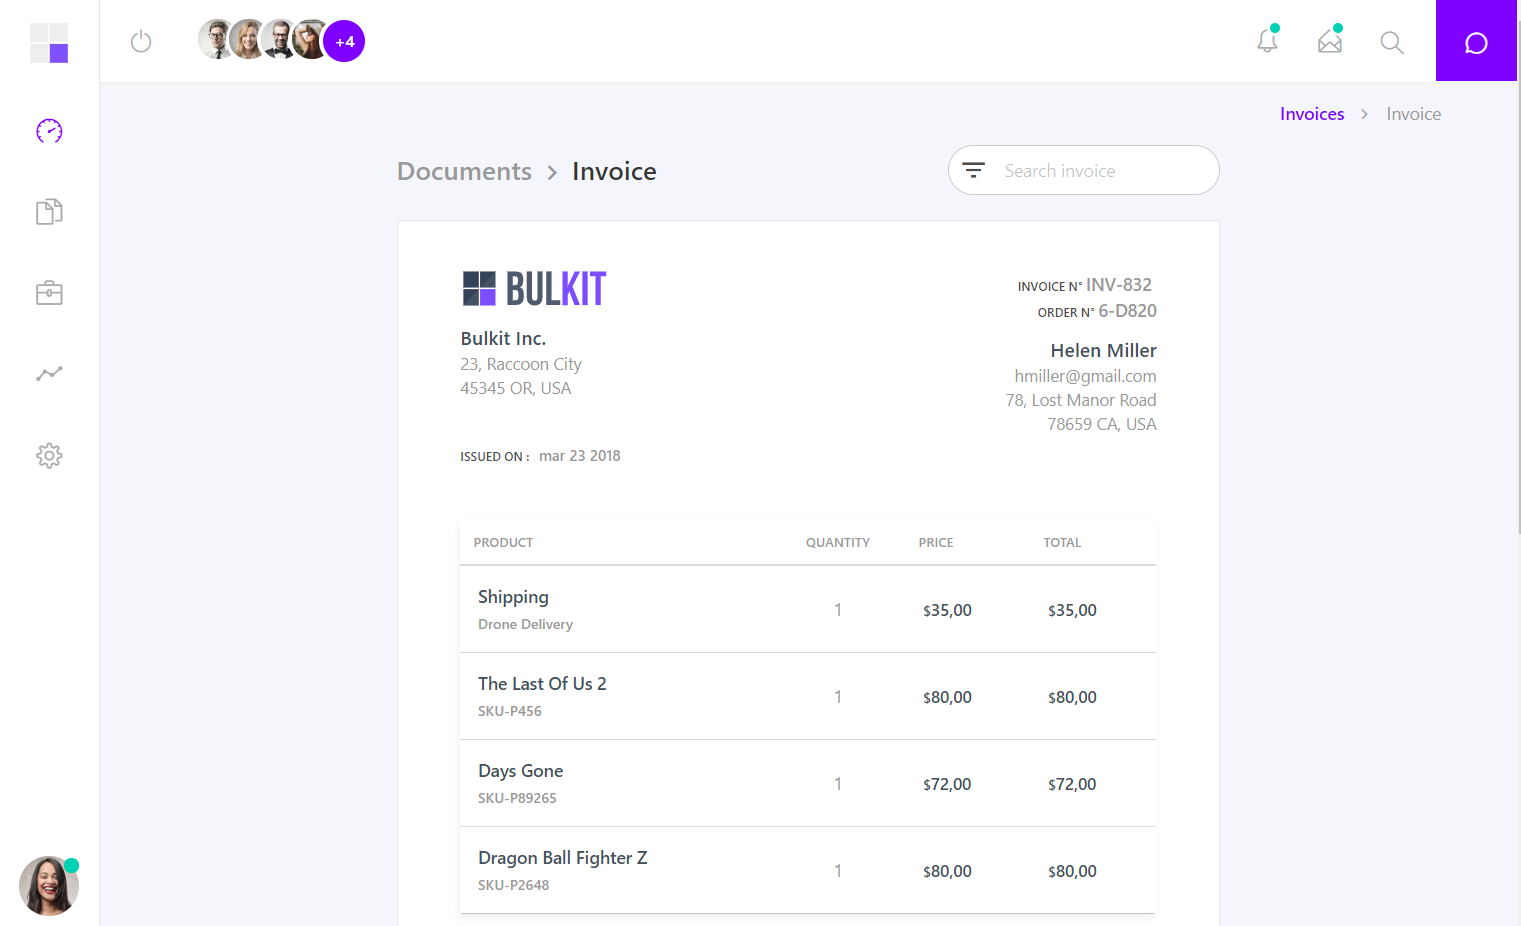 +4
Invoices > Invoice
Documents > Invoice
Search invoice
BULKIT
INVOICE N° INV-832
ORDER N° 6-D820
Bulkit Inc.
23, Raccoon City
45345 OR, USA
Helen Miller
hmiller@gmail.com
78, Lost Manor Road
78659 CA, USA
ISSUED ON : mar 23 2018
PRODUCT QUANTITY PRICE TOTAL
Shipping
Drone Delivery
1 $35,00 $35,00
The Last Of Us 2
SKU-P456
1 $80,00 $80,00
Days Gone
SKU-P89265
1 $72,00 $72,00
Dragon Ball Fighter Z
SKU-P2648
1 $80,00 $80,00